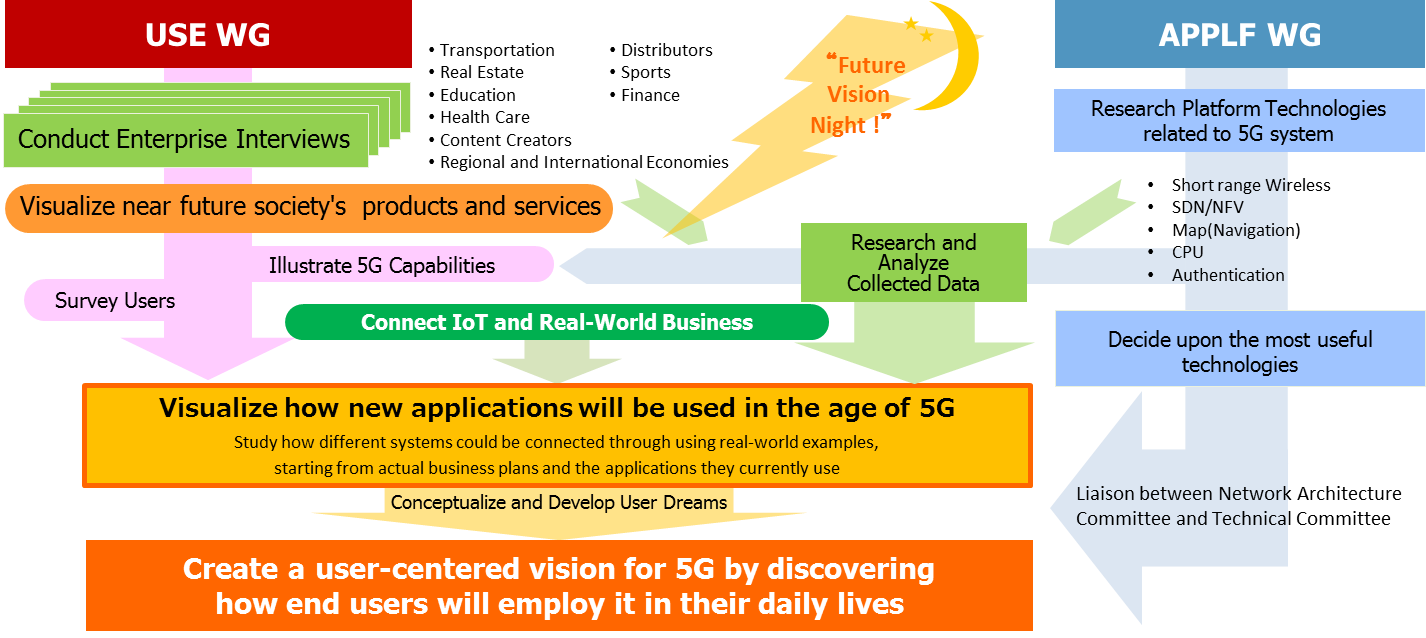 USE WG
APPLF WG
Conduct Enterprise Interviews
• Transportation
• Real Estate
• Education
• Health Care
• Content Creators
• Regional and International Economies
• Distributors
• Sports
• Finance
“Future
Vision
Night !”
Research Platform Technologies
related to 5G system
• Short range Wireless
• SDN/NFV
• Map(Navigation)
• CPU
• Authentication
Visualize near future society's products and services
Illustrate 5G Capabilities
Research and
Analyze
Collected Data
Survey Users
Connect IoT and Real-World Business
Decide upon the most useful
technologies
Visualize how new applications will be used in the age of 5G
Study how different systems could be connected through using real-world examples,
starting from actual business plans and the applications they currently use
Conceptualize and Develop User Dreams
Liaison between Network Architecture
Committee and Technical Committee
Create a user-centered vision for 5G by discovering
how end users will employ it in their daily lives